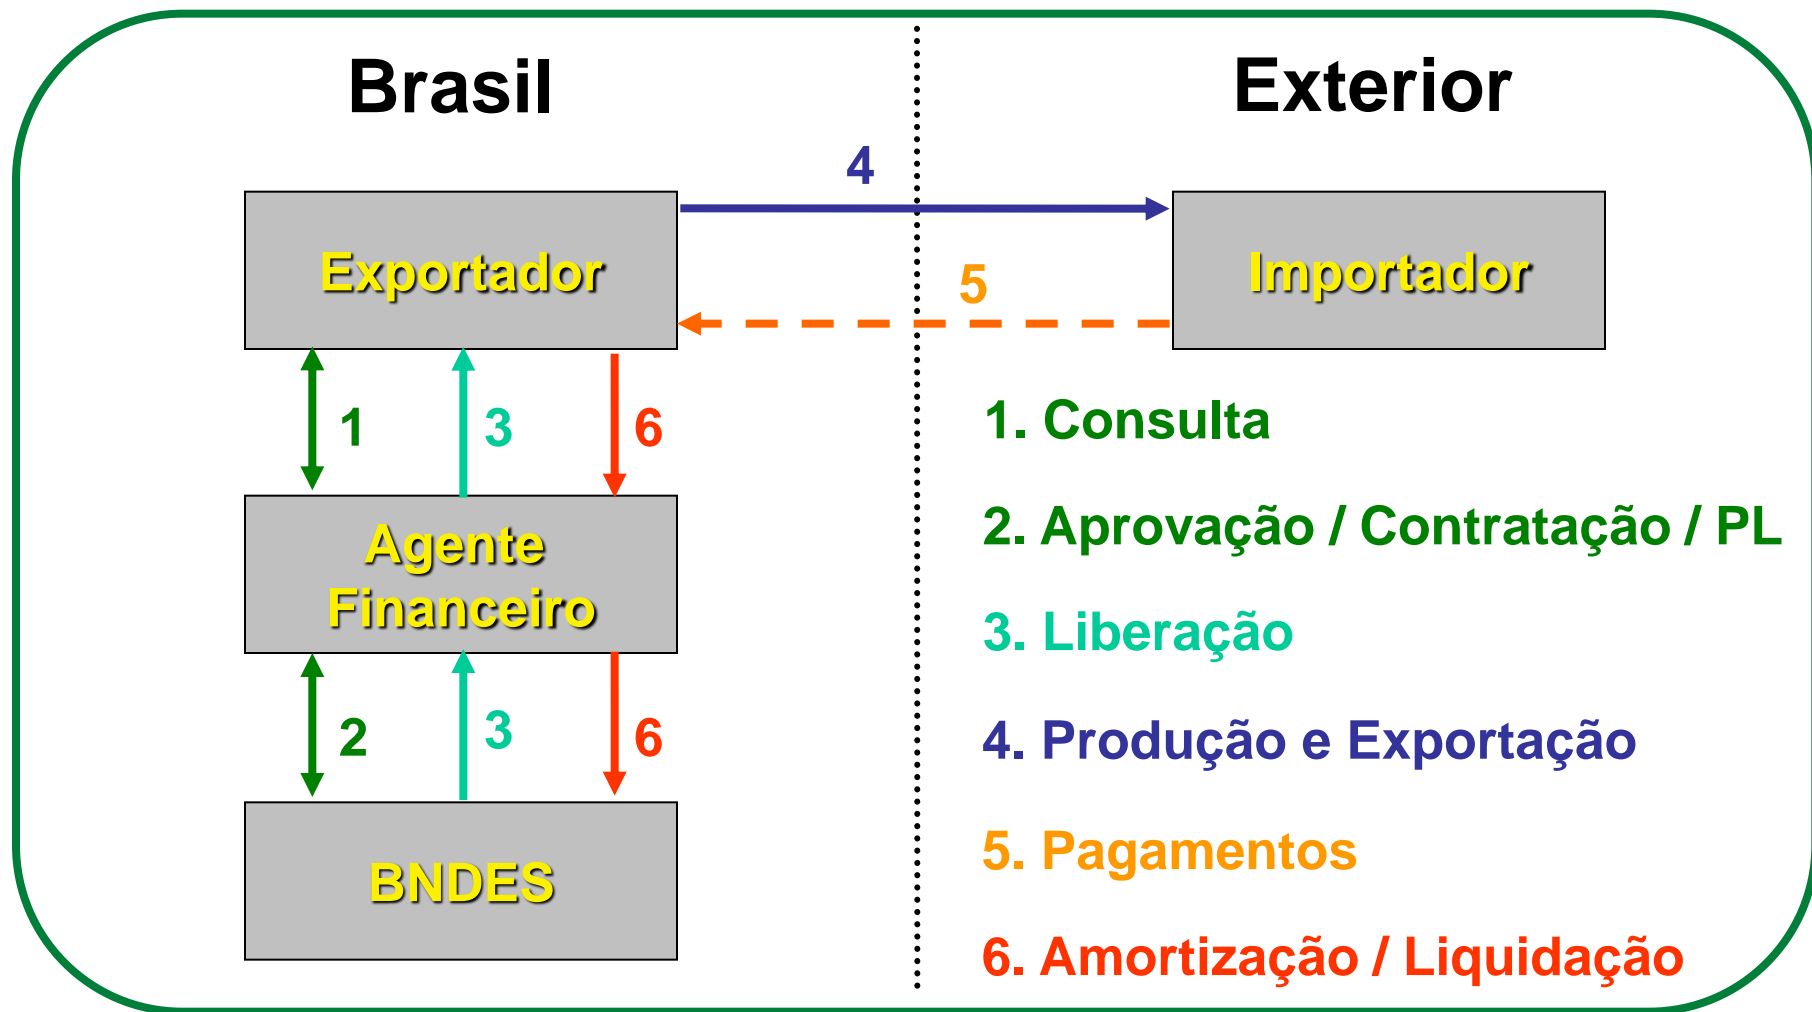 Brasil
Exterior
4
Exportador
5
Importador
1
3
6
Agente
Financeiro
2
3
6
BNDES
1. Consulta
2. Aprovação / Contratação / PL
3. Liberação
4. Produção e Exportação
5. Pagamentos
6. Amortização / Liquidação